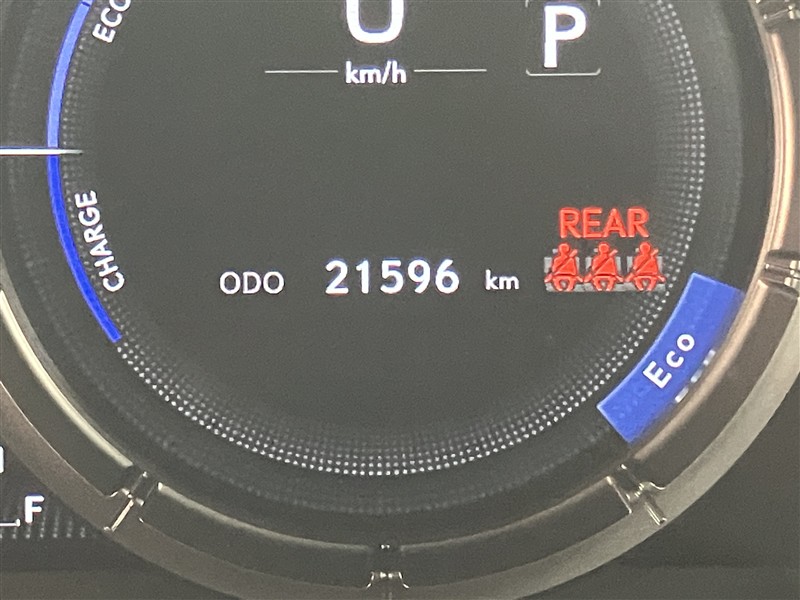 ECO
0
P
km/h
CHARGE
REAR
ODO 21596 km
Eco
F